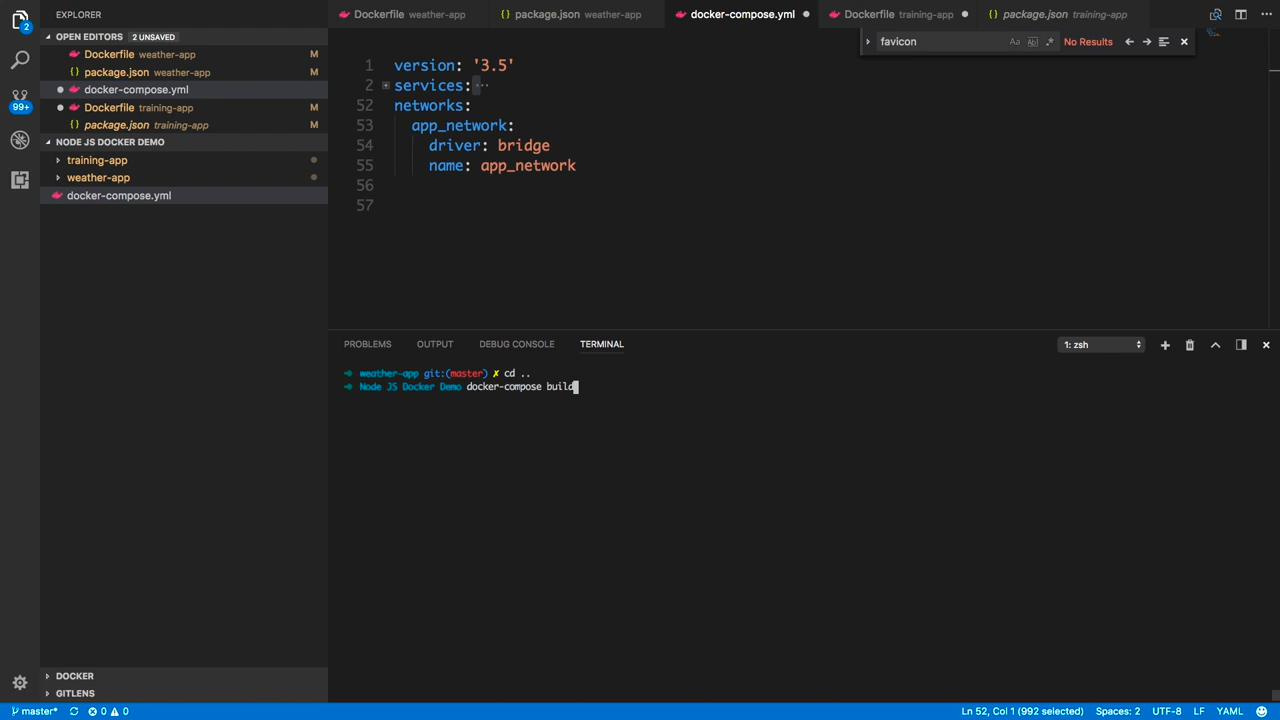 EXPLORER
OPEN EDITORS 2 UNSAVED
Dockerfile weather-app M
package.json weather-app M
docker-compose.yml
Dockerfile training-app M
package.json training-app M
NODE JS DOCKER DEMO
training-app
weather-app
docker-compose.yml
DOCKER
GITLENS
2
99+
Dockerfile weather-app
package.json weather-app
docker-compose.yml
Dockerfile training-app
package.json training-app
favicon Aa Ab| .* No Results
1 version: '3.5'
2 services: ...
52 networks:
53 app_network:
54 driver: bridge
55 name: app_network
56
57
PROBLEMS OUTPUT DEBUG CONSOLE TERMINAL 1: zsh
weather-app git:(master) ✗ cd ..
Node JS Docker Demo docker-compose build
master* 0 0 Ln 52, Col 1 (992 selected) Spaces: 2 UTF-8 LF YAML